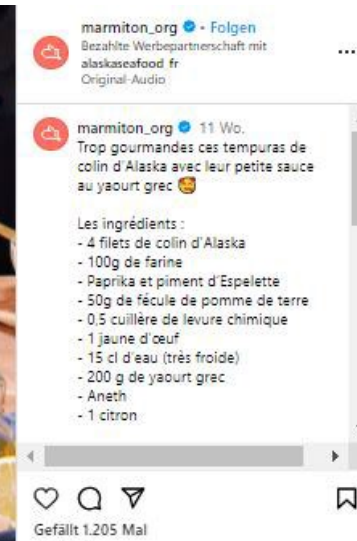 marmiton_org • Folgen
Bezahlte Werbepartnerschaft mit
alaskaseafood_fr
Original-Audio
marmiton_org 11 Wo.
Trop gourmandes ces tempuras de
colin d'Alaska avec leur petite sauce
au yaourt grec 🥰
Les ingrédients :
- 4 filets de colin d'Alaska
- 100g de farine
- Paprika et piment d'Espelette
- 50g de fécule de pomme de terre
- 0,5 cuillère de levure chimique
- 1 jaune d'œuf
- 15 cl d'eau (très froide)
- 200 g de yaourt grec
- Aneth
- 1 citron
Gefällt 1.205 Mal